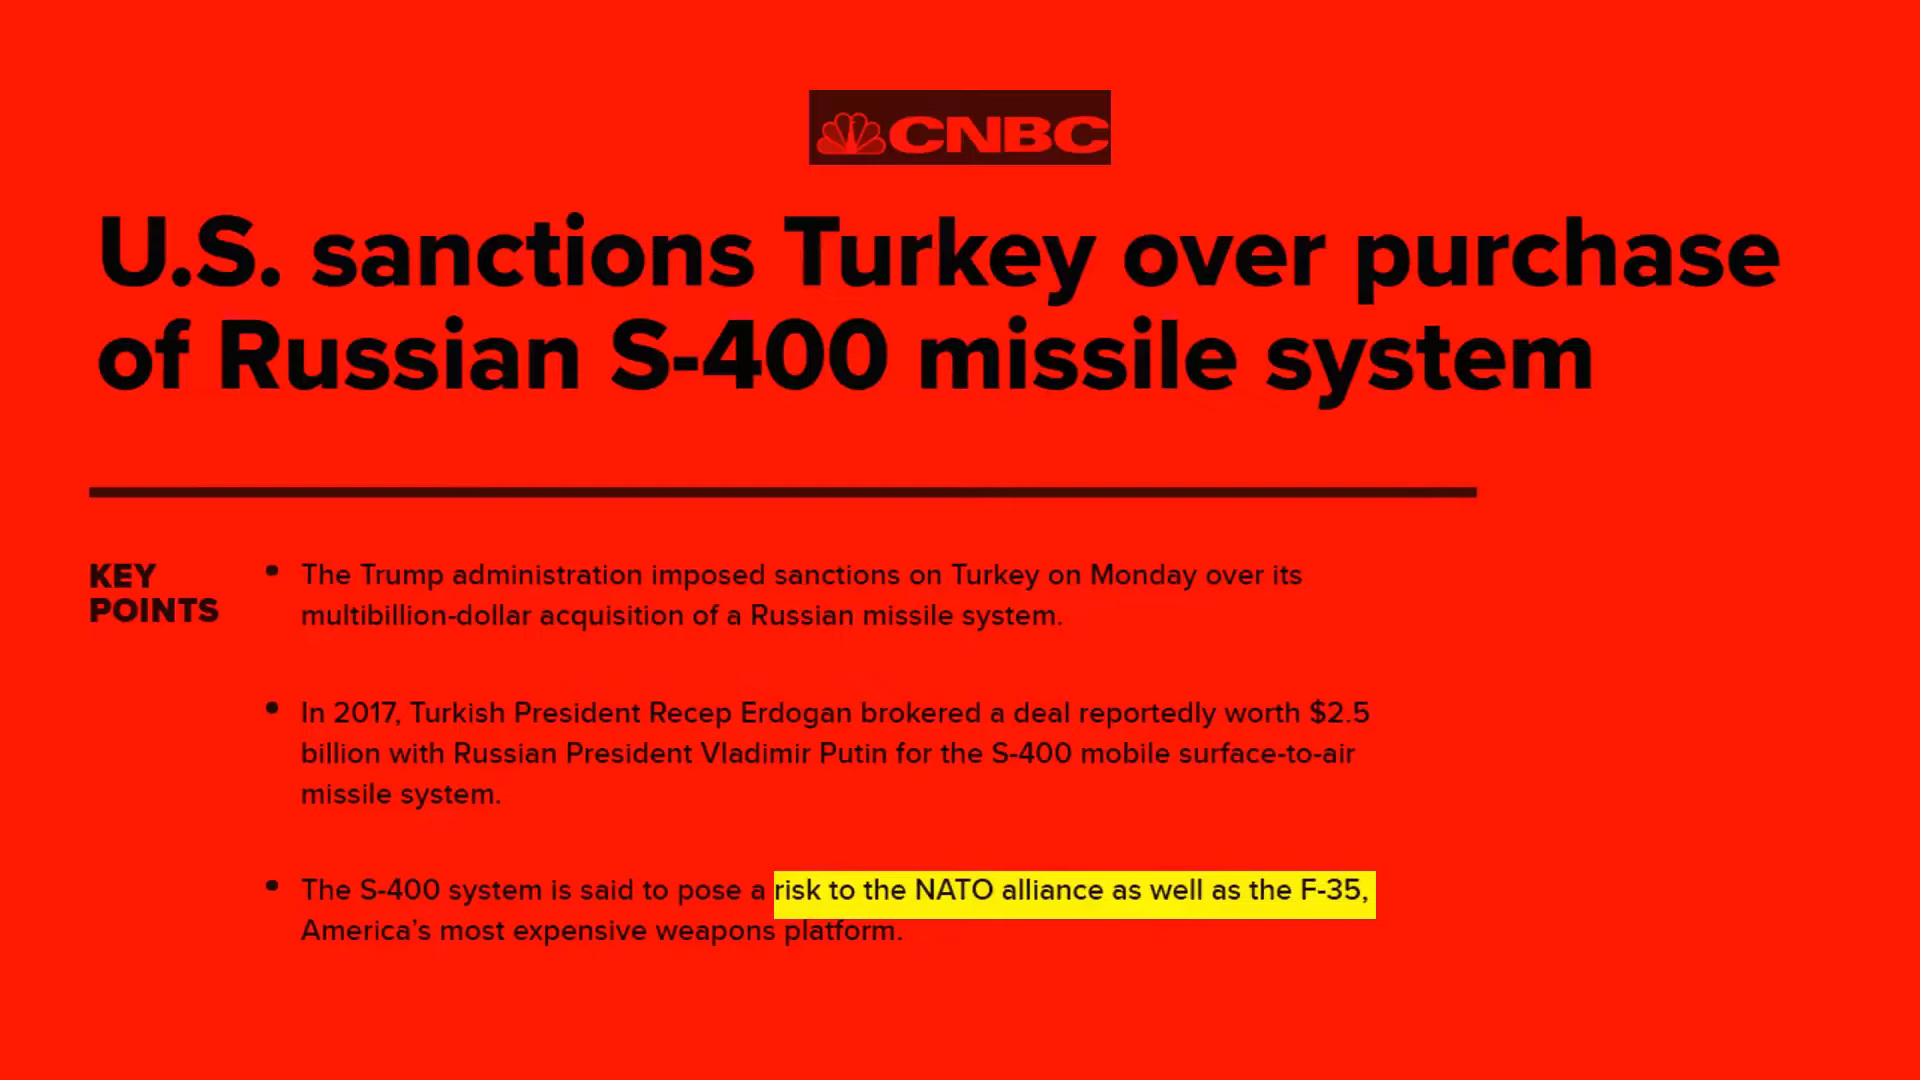 CNBC
U.S. sanctions Turkey over purchase
of Russian S-400 missile system
KEY
POINTS
• The Trump administration imposed sanctions on Turkey on Monday over its
multibillion-dollar acquisition of a Russian missile system.
• In 2017, Turkish President Recep Erdogan brokered a deal reportedly worth $2.5
billion with Russian President Vladimir Putin for the S-400 mobile surface-to-air
missile system.
• The S-400 system is said to pose a risk to the NATO alliance as well as the F-35,
America’s most expensive weapons platform.